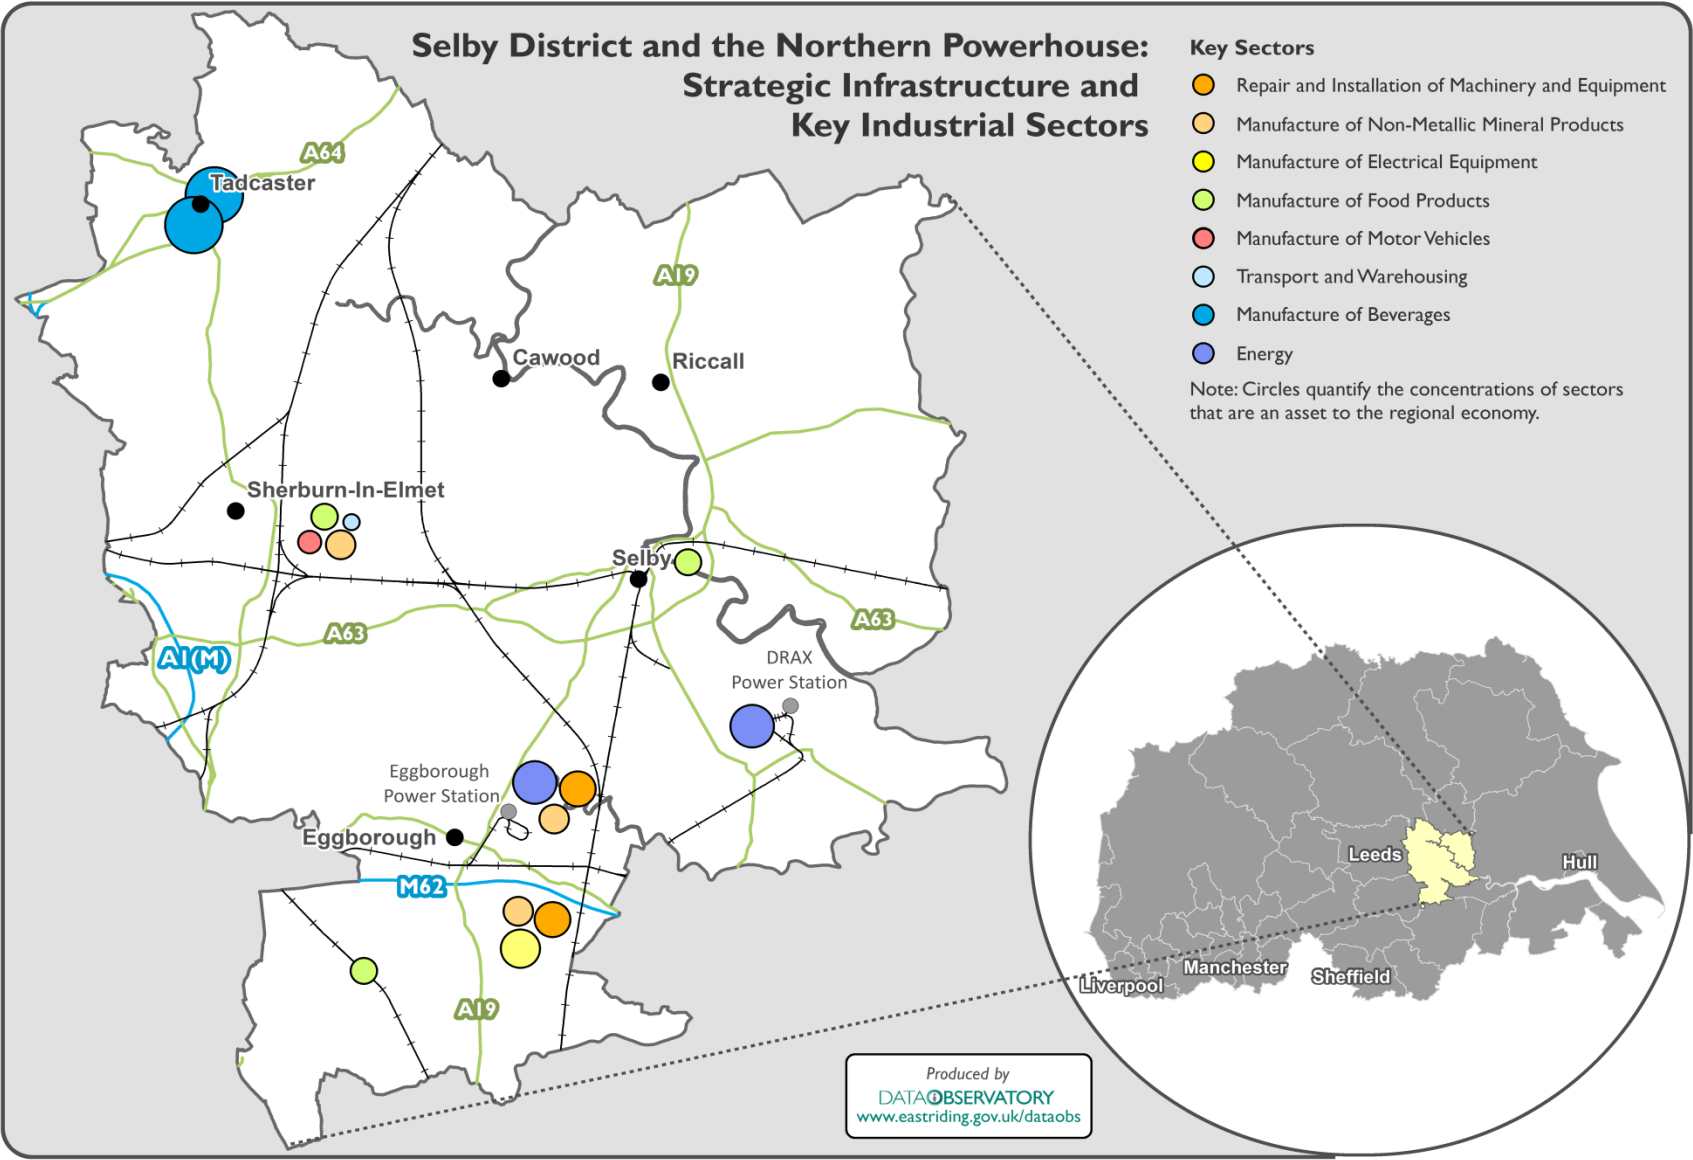 Selby District and the Northern Powerhouse:
Strategic Infrastructure and
Key Industrial Sectors
Key Sectors
Repair and Installation of Machinery and Equipment
Manufacture of Non-Metallic Mineral Products
Manufacture of Electrical Equipment
Manufacture of Food Products
Manufacture of Motor Vehicles
Transport and Warehousing
Manufacture of Beverages
Energy
Note: Circles quantify the concentrations of sectors
that are an asset to the regional economy.
A64
Tadcaster
A19
Cawood
Riccall
Sherburn-In-Elmet
Selby
A63
A63
A1(M)
DRAX
Power Station
Eggborough
Power Station
Eggborough
M62
A19
Leeds
Hull
Manchester
Sheffield
Liverpool
Produced by
DATA OBSERVATORY
www.eastriding.gov.uk/dataobs